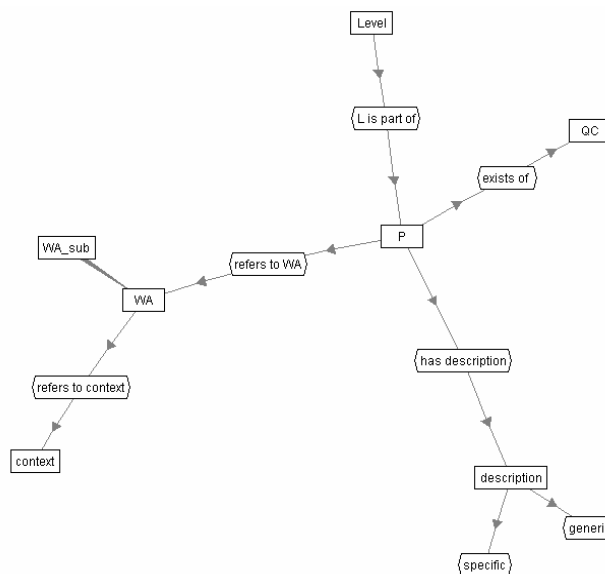 Level
L is part of
QC
exists of
P
WA_sub
refers to WA
WA
has description
refers to context
context
description
generi
specific